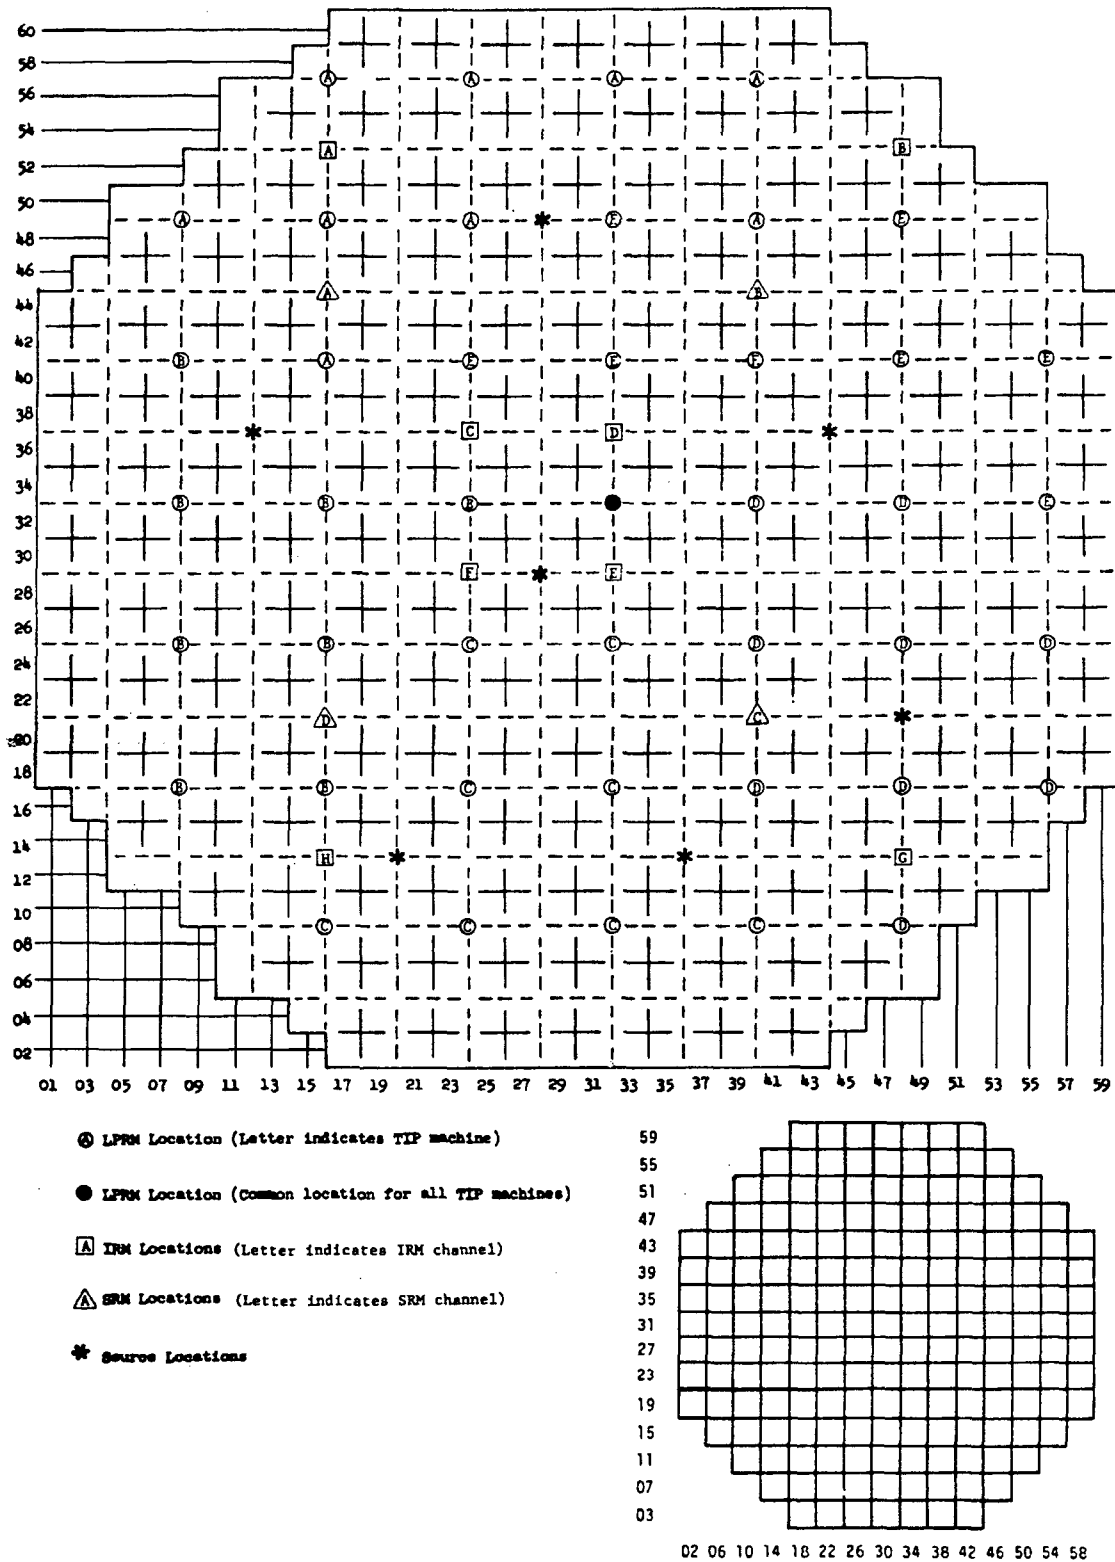 60
58
A A A A
56
54
A B
52
50
A A A E A E
48
46
A B
44
42
B A E E E E
40
38
C D
36
34
B B B D D E
32
30
F E
28
26
B B C C D D D
24
22
D C
20
18
B B C C D D D
16
14
H G
12
10
C C C C D
08
06
04
02
01 03 05 07 09 11 13 15 17 19 21 23 25 27 29 31 33 35 37 39 41 43 45 47 49 51 53 55 57 59
A LPRM Location (Letter indicates TIP machine)
LPRM Location (Common location for all TIP machines)
A IRM Locations (Letter indicates IRM channel)
A SRM Locations (Letter indicates SRM channel)
* Source Locations
59
55
51
47
43
39
35
31
27
23
19
15
11
07
03
02 06 10 14 18 22 26 30 34 38 42 46 50 54 58